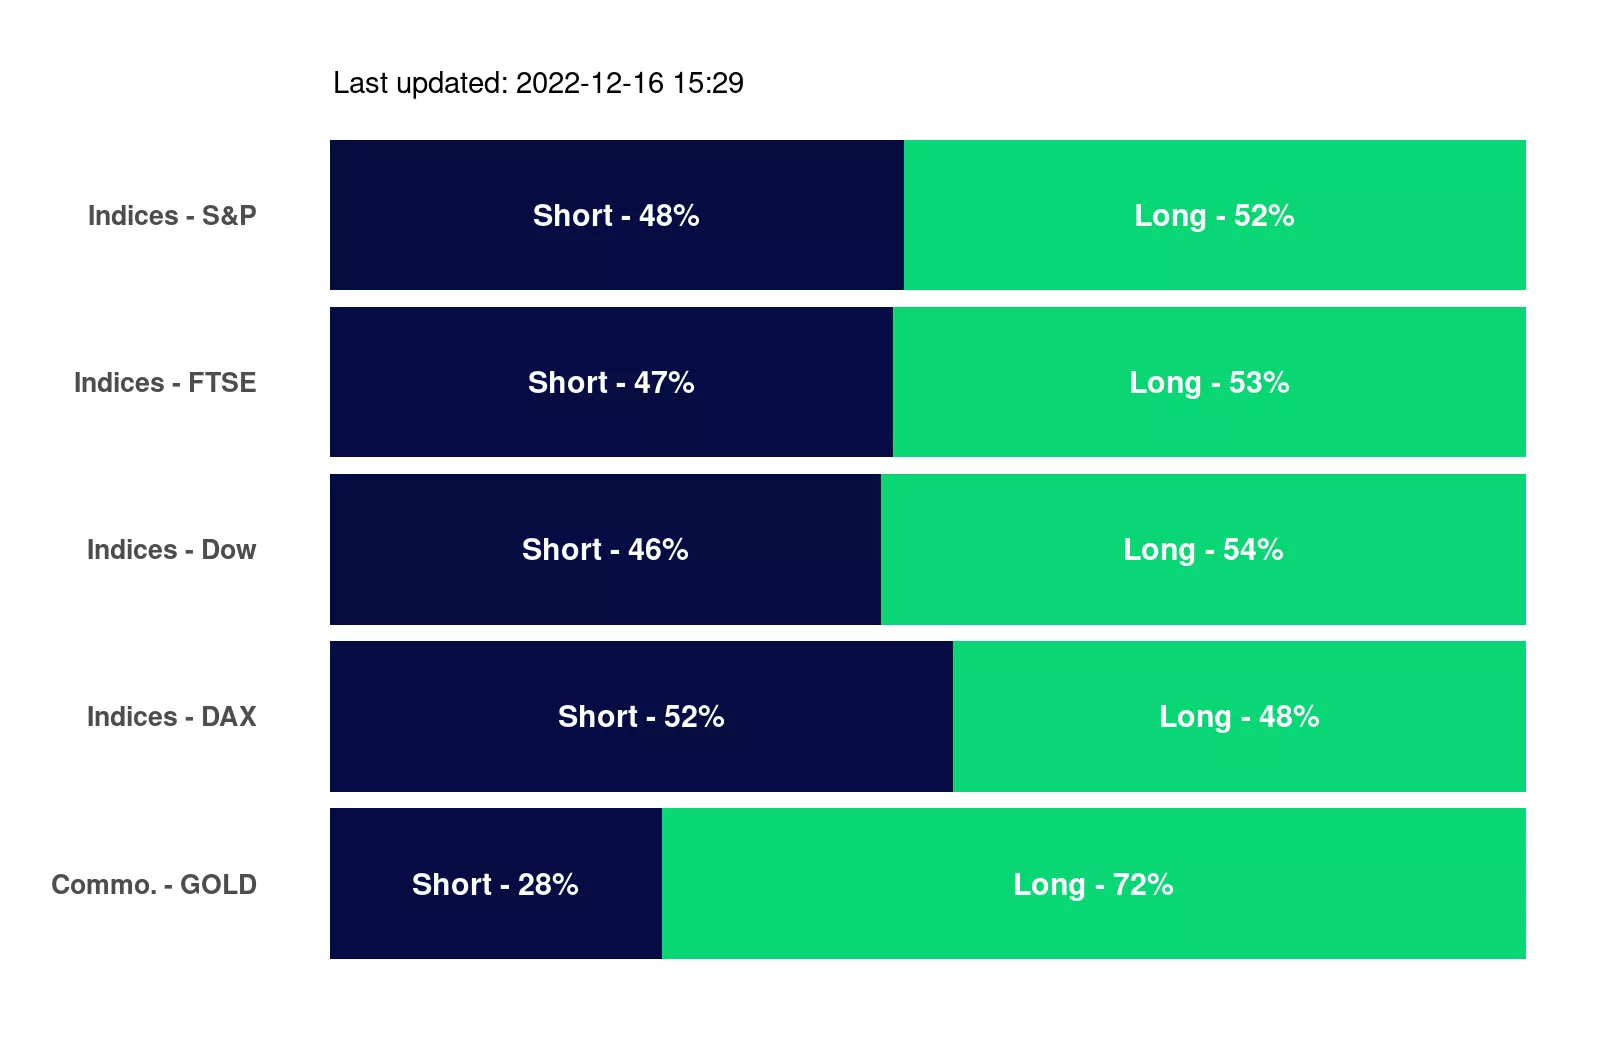 Last updated: 2022-12-16 15:29
Indices - S&P Short - 48% Long - 52%
Indices - FTSE Short - 47% Long - 53%
Indices - Dow Short - 46% Long - 54%
Indices - DAX Short - 52% Long - 48%
Commo. - GOLD Short - 28% Long - 72%